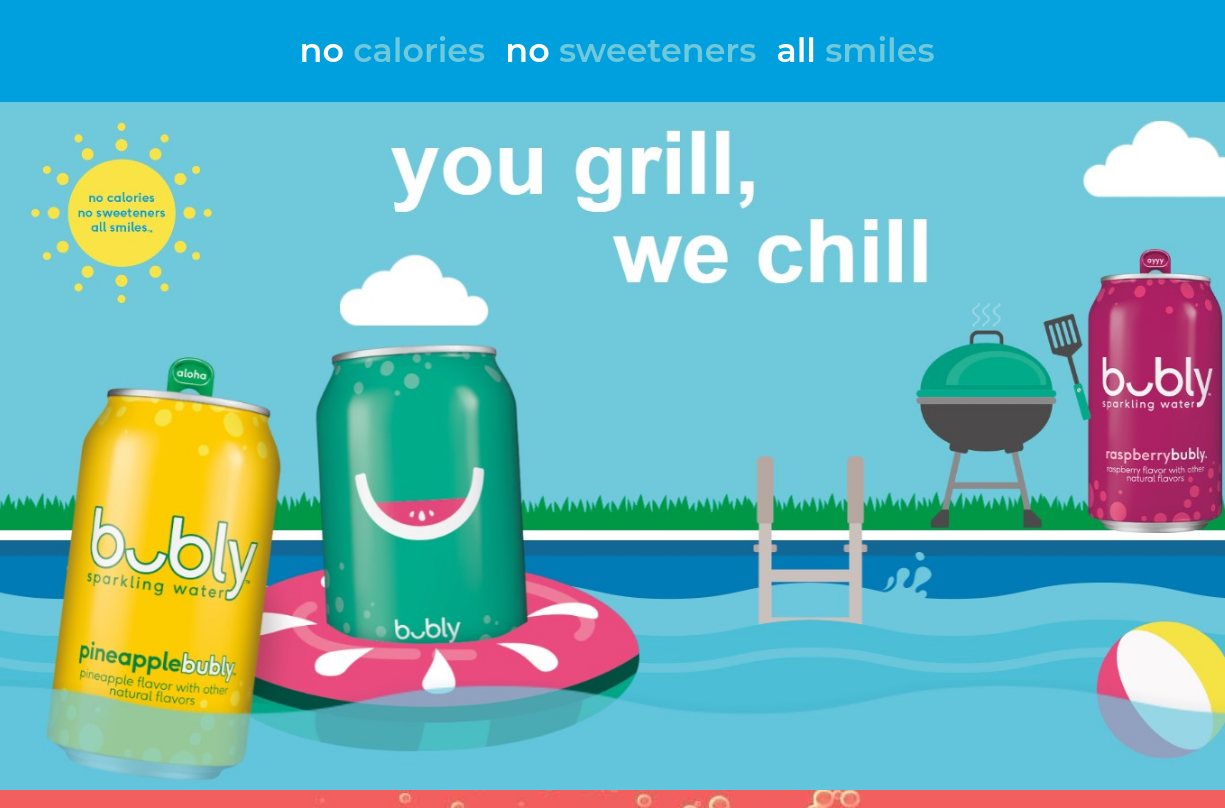 no calories no sweeteners all smiles
you grill,
we chill
no calories
no sweeteners
all smiles.
ayyy
bubly
sparkling water
raspberrybubly
raspberry flavor with other
natural flavors
aloha
bubly
sparkling water
pineapplebubly
pineapple flavor with other
natural flavors
bubly